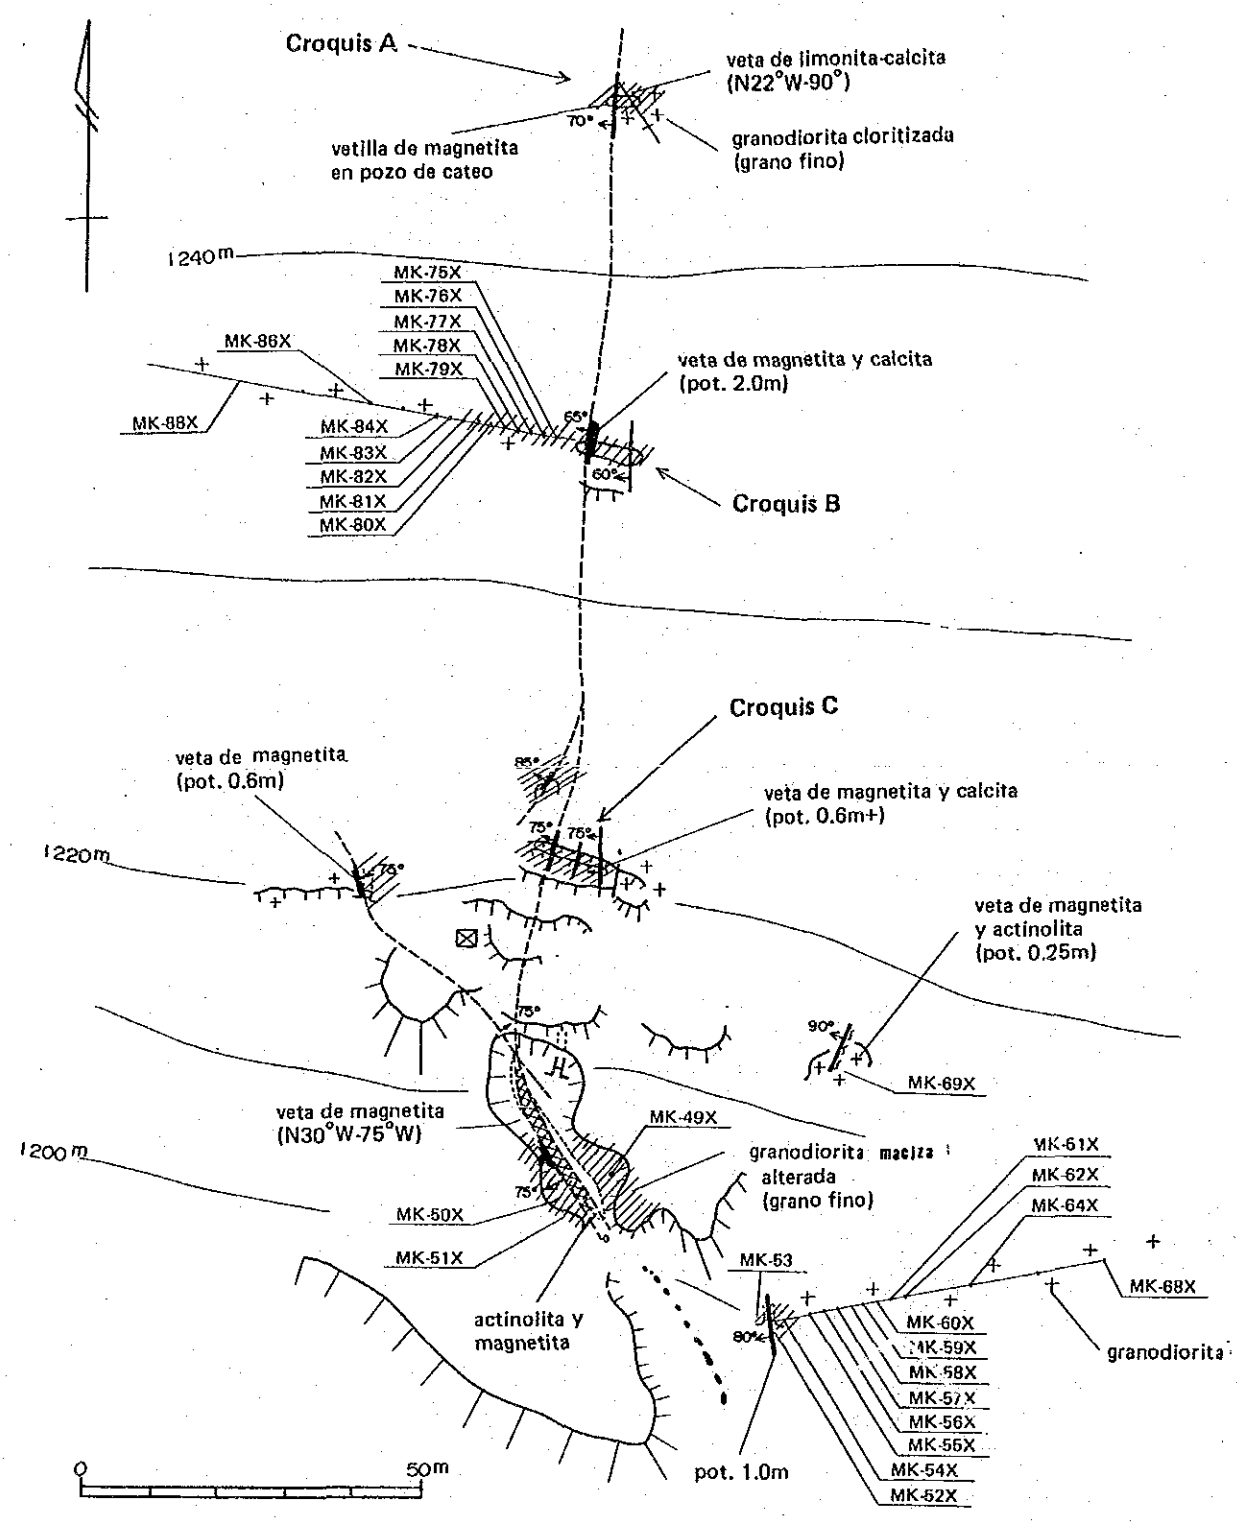 Croquis A
veta de limonita-calcita
(N22°W-90°)
70°
vetilla de magnetita
en pozo de cateo
granodiorita cloritizada
(grano fino)
1240m
MK-75X
MK-76X
MK-77X
MK-78X
MK-79X
MK-86X
MK-88X
MK-84X
MK-83X
MK-82X
MK-81X
MK-80X
veta de magnetita y calcita
(pot. 2.0m)
65°
60°
Croquis B
Croquis C
veta de magnetita
(pot. 0.6m)
85°
veta de magnetita y calcita
(pot. 0.6m+)
75°
75°
1220m
75°
veta de magnetita
y actinolita
(pot. 0.25m)
75°
90°
MK-69X
veta de magnetita
(N30°W-75°W)
MK-49X
1200m
granodiorita maciza
alterada
(grano fino)
MK-61X
MK-62X
MK-64X
75°
MK-50X
MK-51X
MK-53
MK-68X
actinolita y
magnetita
80°
MK-60X
MK-59X
MK-58X
MK-57X
MK-56X
MK-55X
MK-54X
MK-52X
granodiorita
pot. 1.0m
0
50m